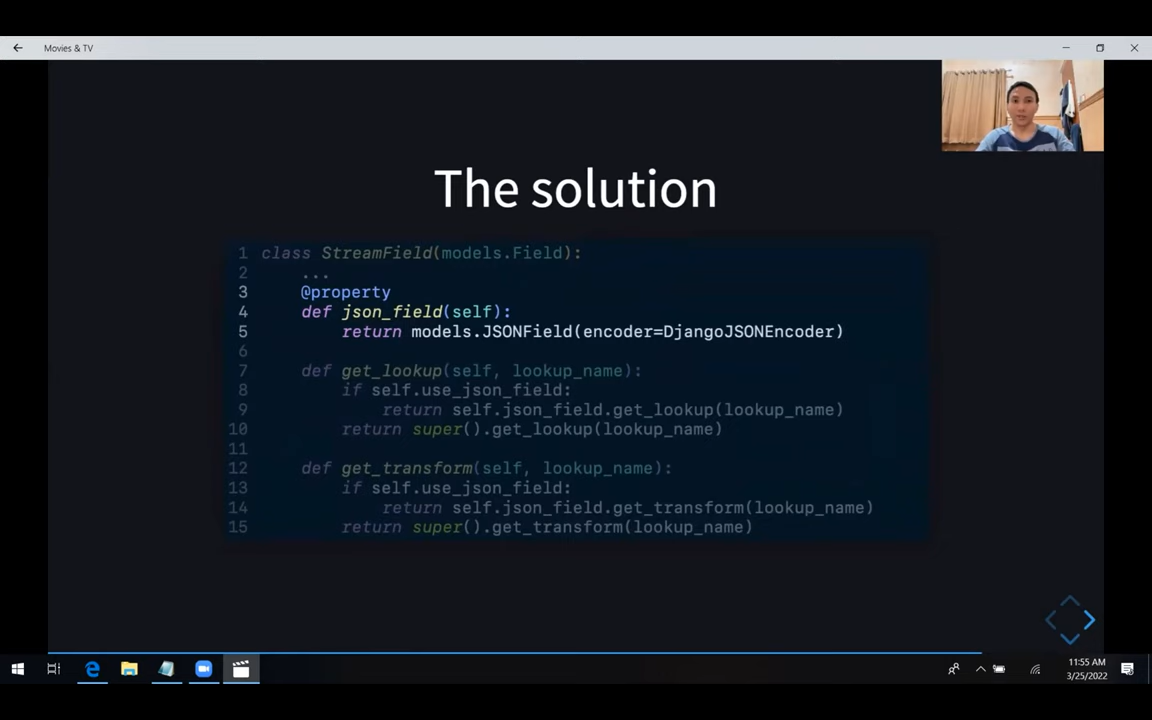 Movies & TV
The solution
1 class StreamField(models.Field):
2     ...
3     @property
4     def json_field(self):
5         return models.JSONField(encoder=DjangoJSONEncoder)
6
7     def get_lookup(self, lookup_name):
8         if self.use_json_field:
9             return self.json_field.get_lookup(lookup_name)
10         return super().get_lookup(lookup_name)
11
12     def get_transform(self, lookup_name):
13         if self.use_json_field:
14             return self.json_field.get_transform(lookup_name)
15         return super().get_transform(lookup_name)
11:55 AM
3/25/2022